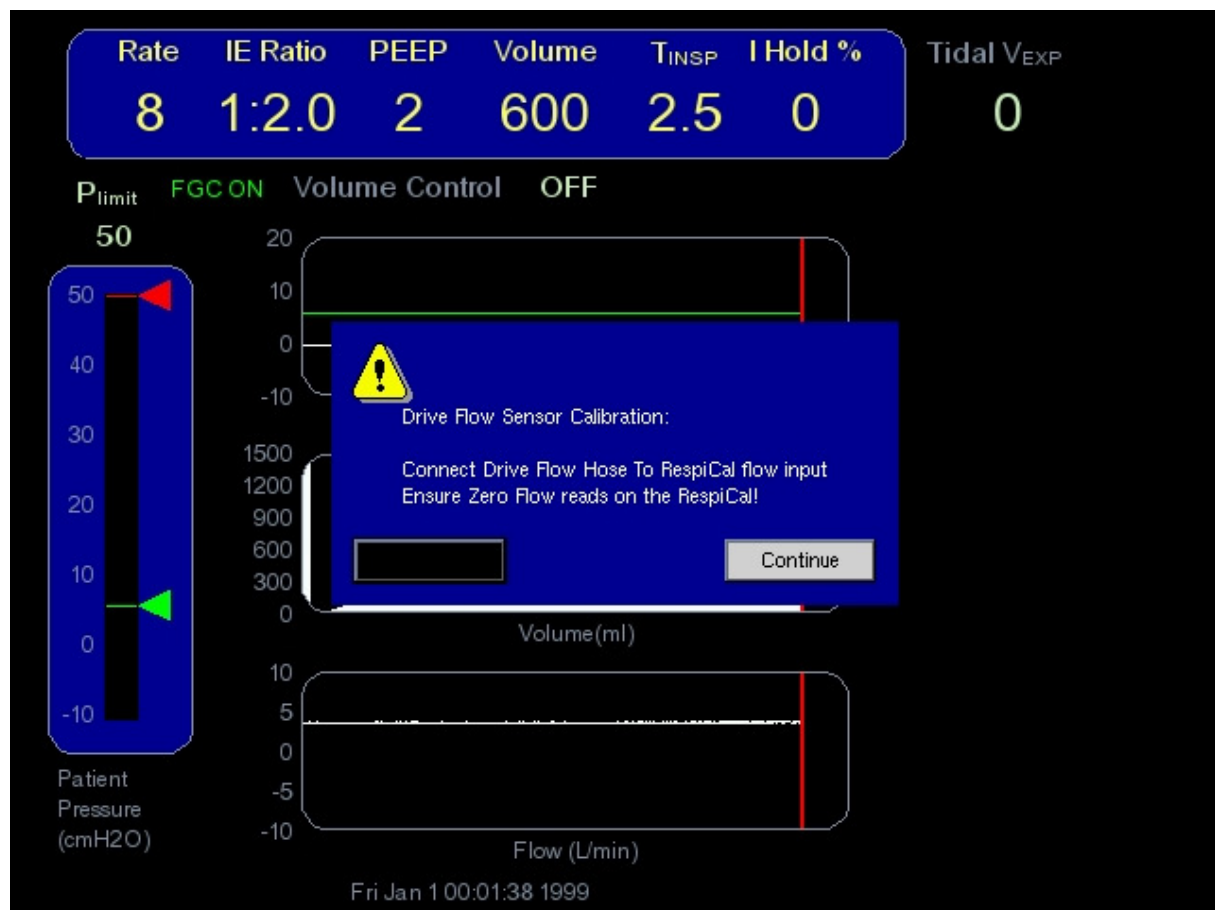 Rate IE Ratio PEEP Volume TINSP I Hold % Tidal VEXP
8 1:2.0 2 600 2.5 0 0
Plimit FGC ON Volume Control OFF
50
50
40
30
20
10
0
-10
Patient
Pressure
(cmH2O)
20
10
0
-10
Drive Flow Sensor Calibration:
Connect Drive Flow Hose To RespiCal flow input
Ensure Zero Flow reads on the RespiCal!
Continue
1500
1200
900
600
300
0
Volume(ml)
10
5
0
-5
-10
Flow (L/min)
Fri Jan 1 00:01:38 1999